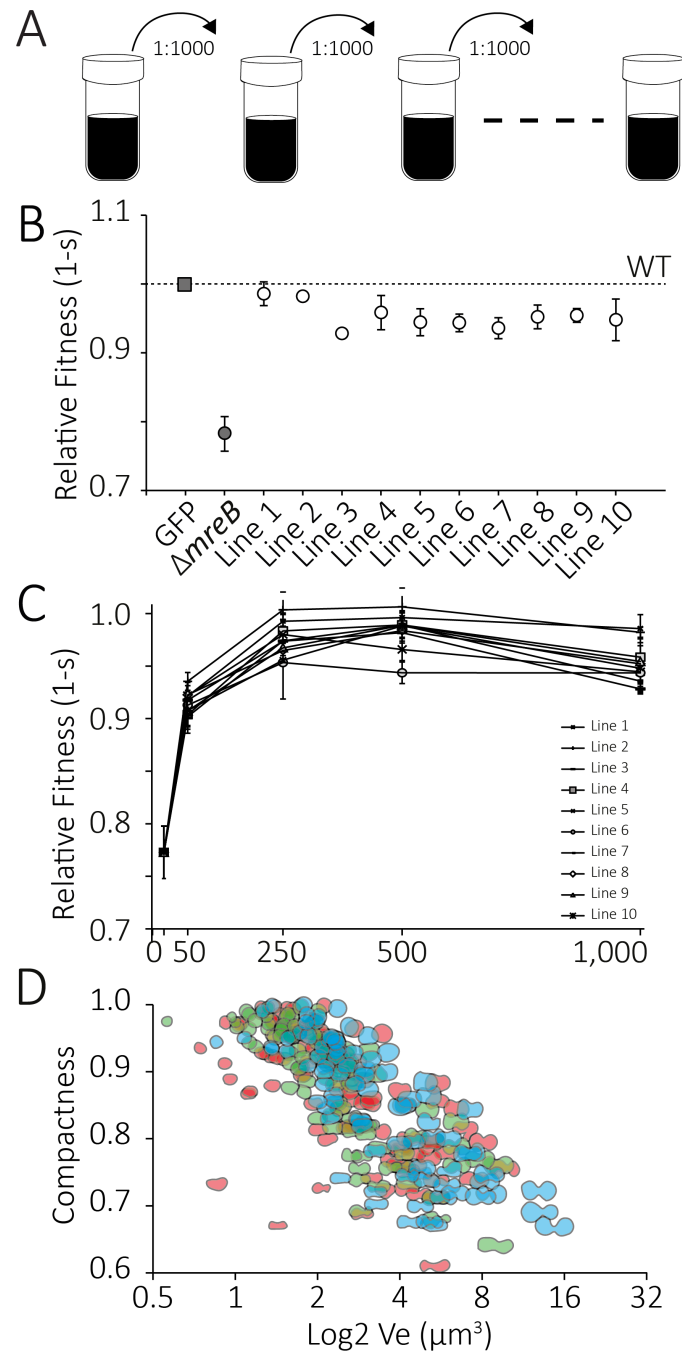 A
1:1000
1:1000
1:1000
B
Relative Fitness (1-s)
1.1
0.9
0.7
WT
GFP
ΔmreB
Line 1
Line 2
Line 3
Line 4
Line 5
Line 6
Line 7
Line 8
Line 9
Line 10
C
Relative Fitness (1-s)
1.0
0.9
0.8
0.7
0 50 250 500 1,000
Line 1
Line 2
Line 3
Line 4
Line 5
Line 6
Line 7
Line 8
Line 9
Line 10
D
Compactness
1.0
0.9
0.8
0.7
0.6
0.5 1 2 4 8 16 32
Log2 Ve (μm³)